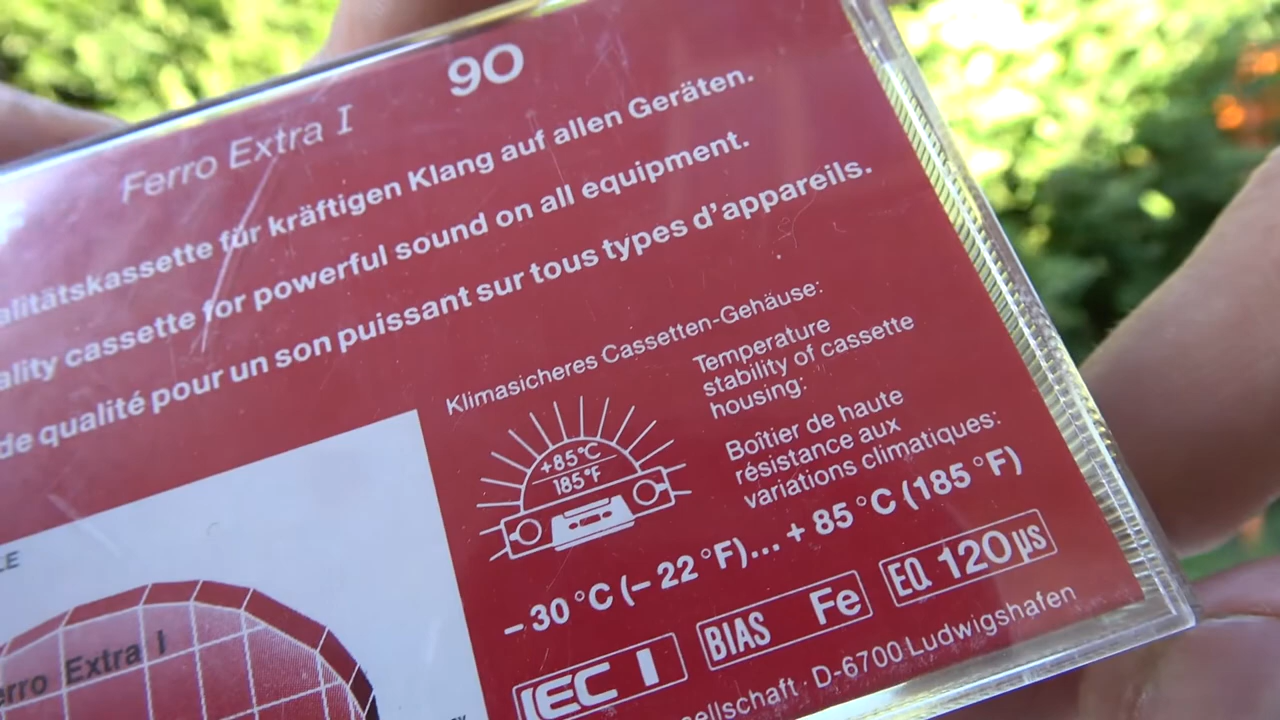 90
Ferro Extra I
alitätskassette für kräftigen Klang auf allen Geräten.
ality cassette for powerful sound on all equipment.
de qualité pour un son puissant sur tous types d'appareils.
Klimasicheres Cassetten-Gehäuse:
Temperature
stability of cassette
housing:
Boîtier de haute
résistance aux
variations climatiques:
+85°C
185°F
-30°C (-22°F)... +85°C (185°F)
IEC I BIAS Fe EQ. 120µs
ellschaft · D-6700 Ludwigshafen
LE
erro Extra I